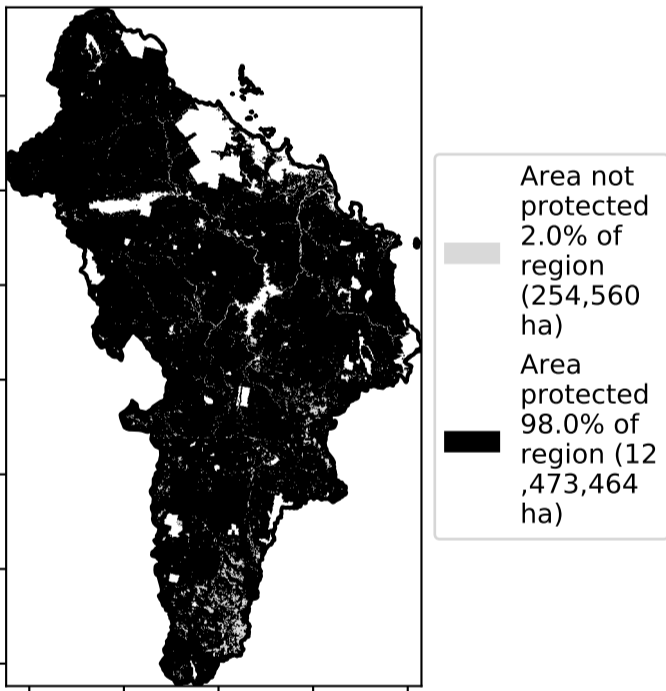 Area not
protected
2.0% of
region
(254,560
ha)
Area
protected
98.0% of
region (12
,473,464
ha)